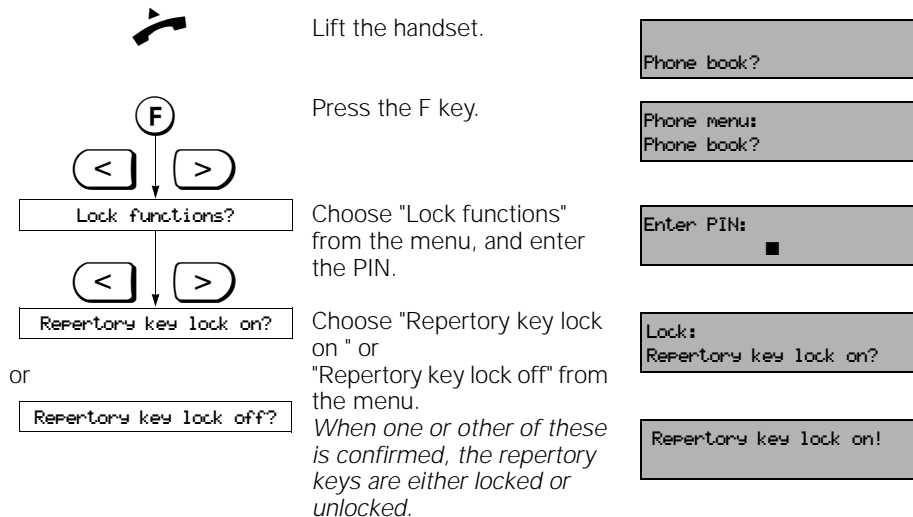 Lift the handset.
Phone book?
F
Press the F key.
Phone menu:
Phone book?
< >
Lock functions?
Choose "Lock functions"
from the menu, and enter
the PIN.
Enter PIN:
< >
Repertory key lock on?
Choose "Repertory key lock
on " or
"Repertory key lock off" from
the menu.
When one or other of these
is confirmed, the repertory
keys are either locked or
unlocked.
Lock:
Repertory key lock on?
or
Repertory key lock off?
Repertory key lock on!